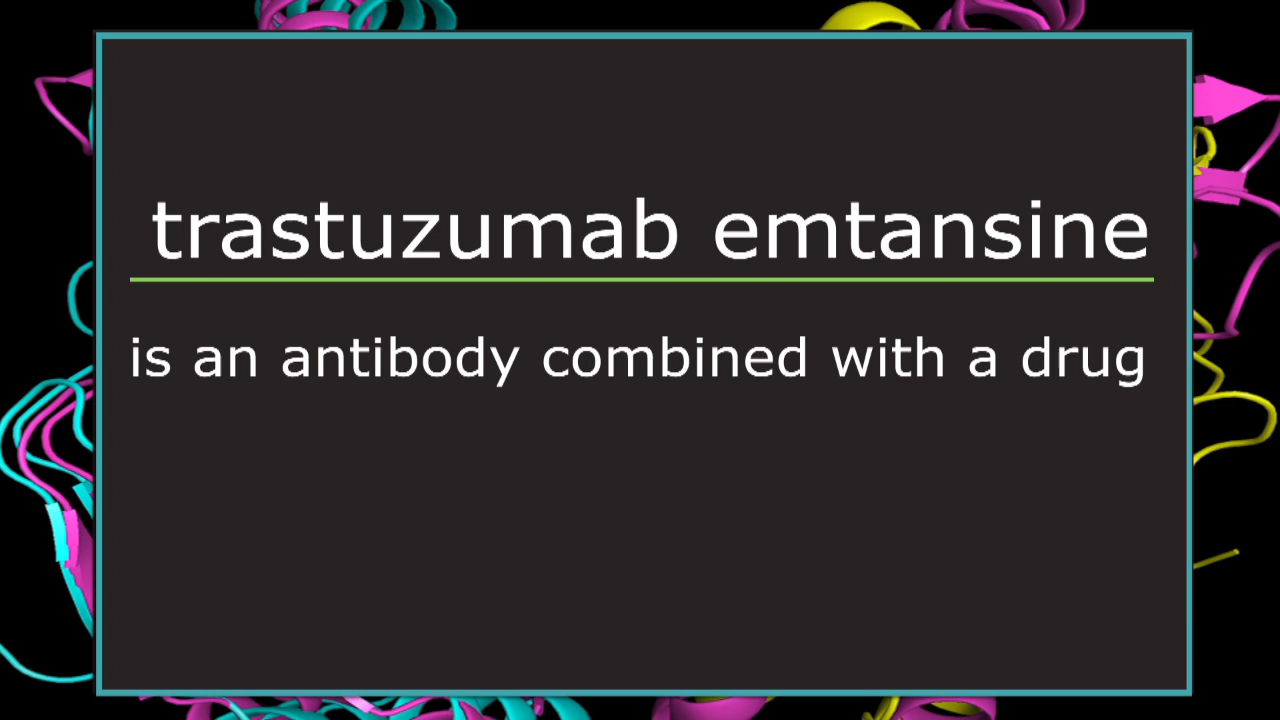 trastuzumab emtansine
is an antibody combined with a drug